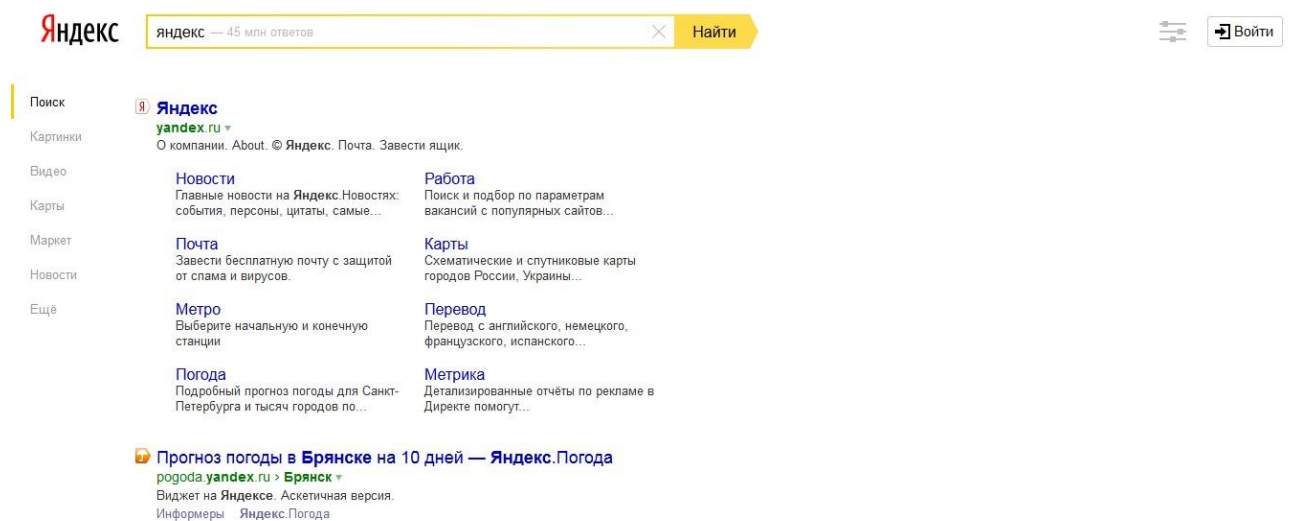 Яндекс
яндекс — 45 млн ответов
Найти
Войти
Поиск
Картинки
Видео
Карты
Маркет
Новости
Ещё
Я Яндекс
yandex.ru
О компании. About. © Яндекс. Почта. Завести ящик.
Новости
Главные новости на Яндекс.Новостях:
события, персоны, цитаты, самые...
Работа
Поиск и подбор по параметрам
вакансий с популярных сайтов...
Почта
Завести бесплатную почту с защитой
от спама и вирусов.
Карты
Схематические и спутниковые карты
городов России, Украины...
Метро
Выберите начальную и конечную
станции
Перевод
Перевод с английского, немецкого,
французского, испанского...
Погода
Подробный прогноз погоды для Санкт-
Петербурга и тысяч городов по...
Метрика
Детализированные отчёты по рекламе в
Директе помогут...
Прогноз погоды в Брянске на 10 дней — Яндекс.Погода
pogoda.yandex.ru › Брянск
Виджет на Яндексе. Аскетичная версия.
Информеры Яндекс.Погода